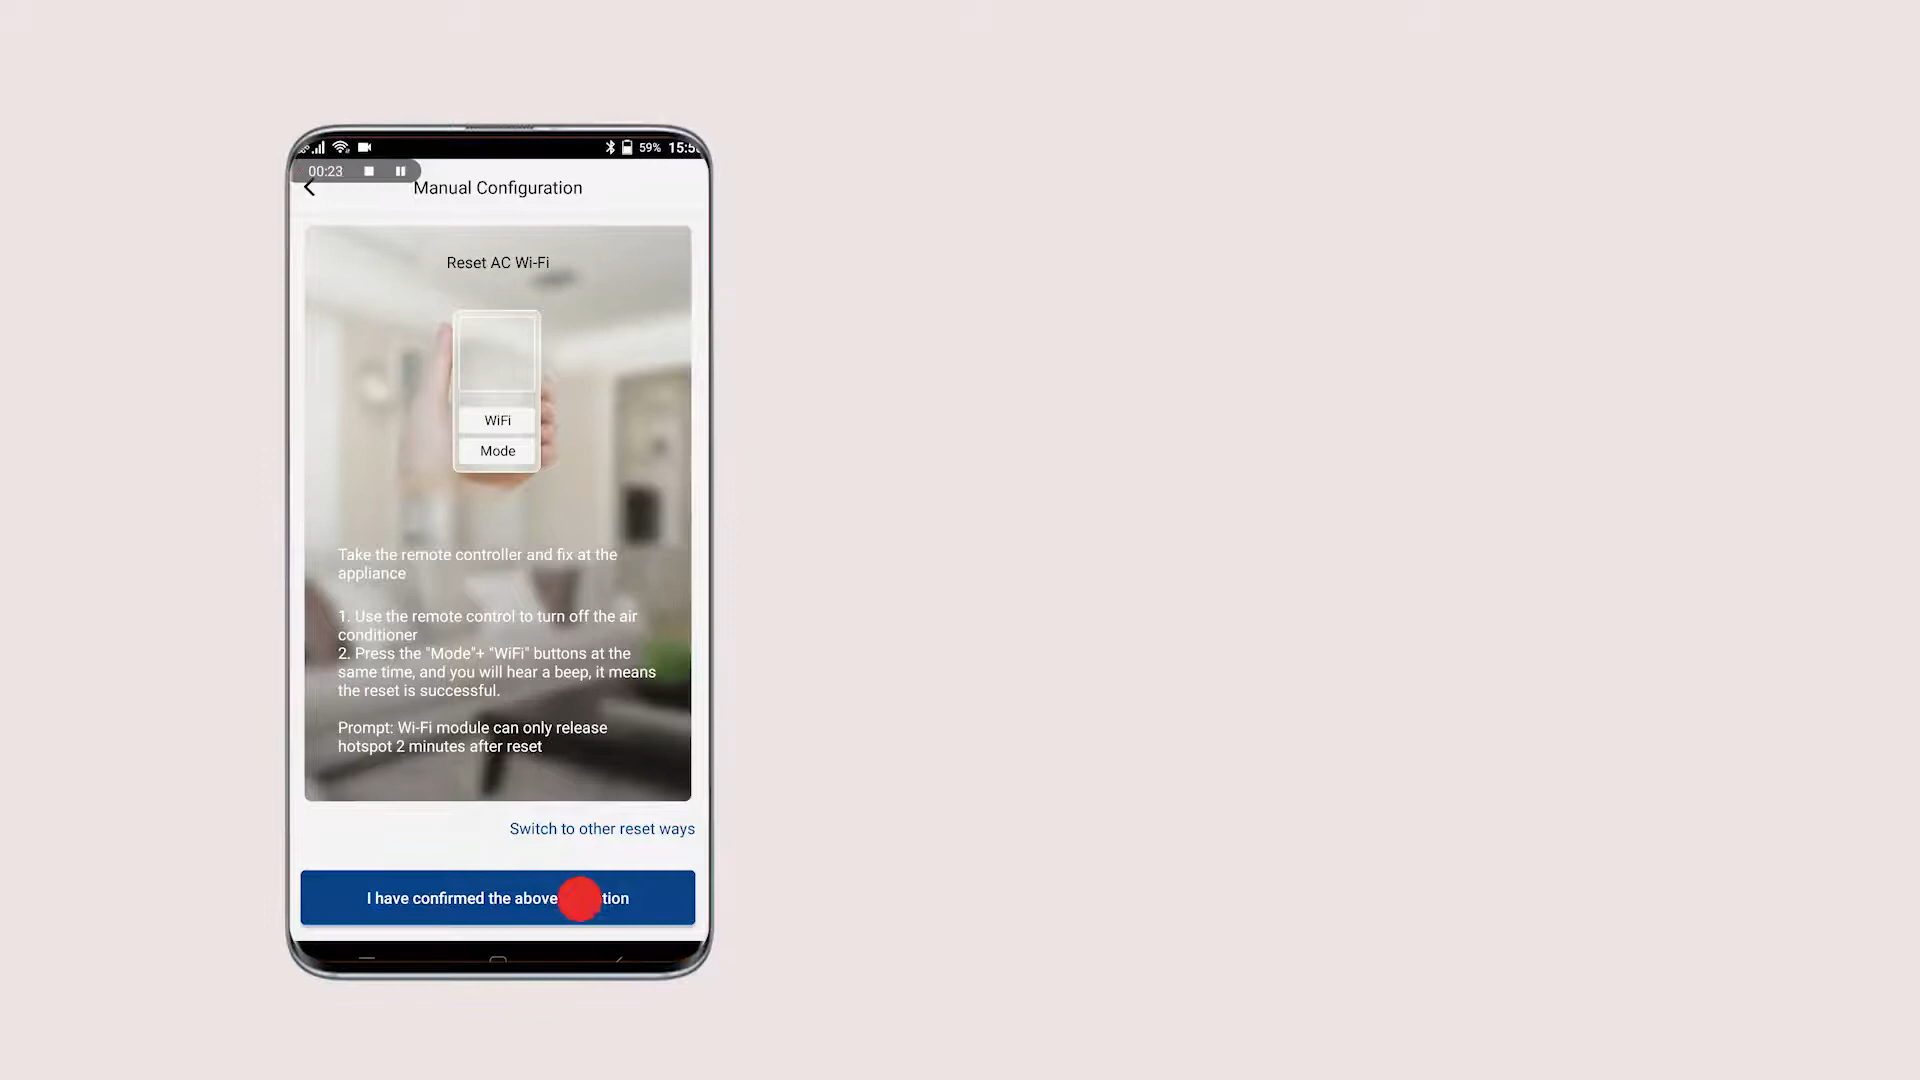 59% 15:5
00:23
Manual Configuration
Reset AC Wi-Fi
WiFi
Mode
Take the remote controller and fix at the
appliance
1. Use the remote control to turn off the air
conditioner
2. Press the "Mode"+ "WiFi" buttons at the
same time, and you will hear a beep, it means
the reset is successful.
Prompt: Wi-Fi module can only release
hotspot 2 minutes after reset
Switch to other reset ways
I have confirmed the above